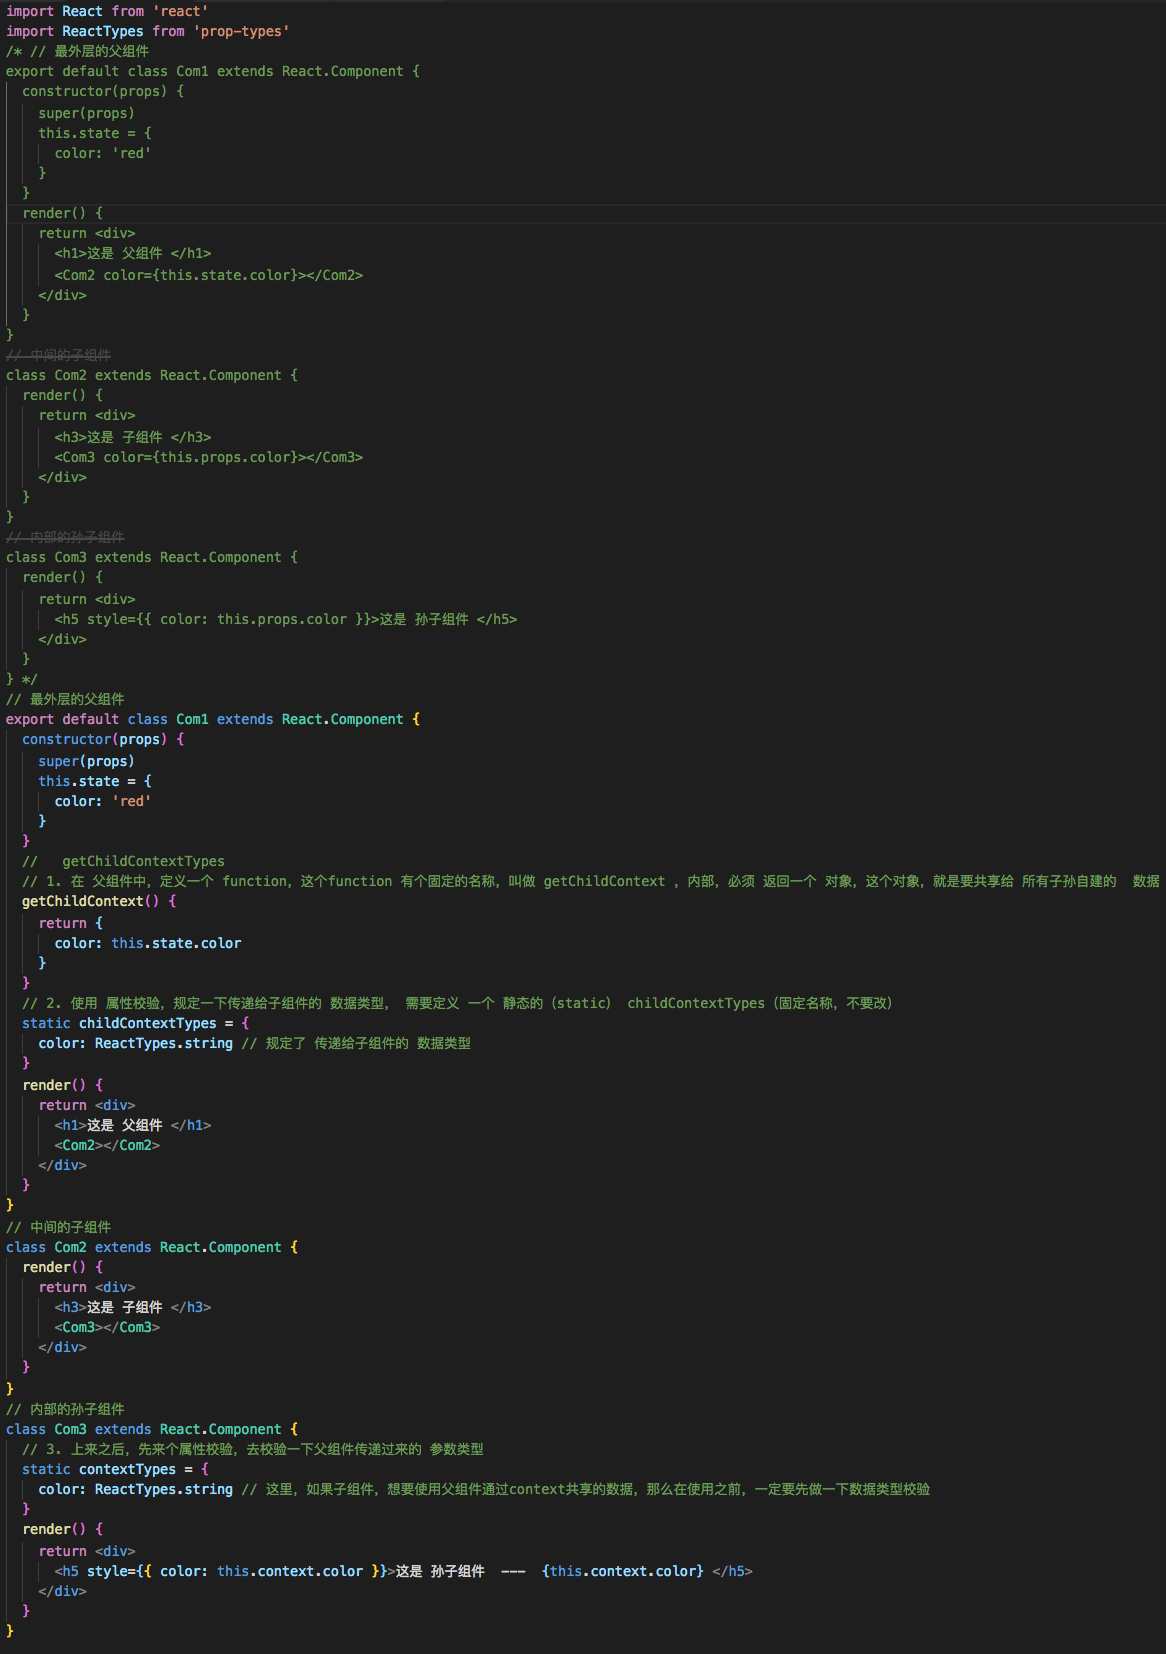 import React from 'react'
import ReactTypes from 'prop-types'
/* // 最外层的父组件
export default class Com1 extends React.Component {
  constructor(props) {
    super(props)
    this.state = {
      color: 'red'
    }
  }
  render() {
    return <div>
      <h1>这是 父组件 </h1>
      <Com2 color={this.state.color}></Com2>
    </div>
  }
}
// 中间的子组件
class Com2 extends React.Component {
  render() {
    return <div>
      <h3>这是 子组件 </h3>
      <Com3 color={this.props.color}></Com3>
    </div>
  }
}
// 内部的孙子组件
class Com3 extends React.Component {
  render() {
    return <div>
      <h5 style={{ color: this.props.color }}>这是 孙子组件 </h5>
    </div>
  }
} */
// 最外层的父组件
export default class Com1 extends React.Component {
  constructor(props) {
    super(props)
    this.state = {
      color: 'red'
    }
  }
  //   getChildContextTypes
  // 1. 在 父组件中，定义一个 function，这个function 有个固定的名称，叫做 getChildContext ，内部，必须 返回一个 对象，这个对象，就是要共享给 所有子孙自建的  数据
  getChildContext() {
    return {
      color: this.state.color
    }
  }
  // 2. 使用 属性校验，规定一下传递给子组件的 数据类型， 需要定义 一个 静态的（static） childContextTypes（固定名称，不要改）
  static childContextTypes = {
    color: ReactTypes.string // 规定了 传递给子组件的 数据类型
  }
  render() {
    return <div>
      <h1>这是 父组件 </h1>
      <Com2></Com2>
    </div>
  }
}
// 中间的子组件
class Com2 extends React.Component {
  render() {
    return <div>
      <h3>这是 子组件 </h3>
      <Com3></Com3>
    </div>
  }
}
// 内部的孙子组件
class Com3 extends React.Component {
  // 3. 上来之后，先来个属性校验，去校验一下父组件传递过来的 参数类型
  static contextTypes = {
    color: ReactTypes.string // 这里，如果子组件，想要使用父组件通过context共享的数据，那么在使用之前，一定要先做一下数据类型校验
  }
  render() {
    return <div>
      <h5 style={{ color: this.context.color }}>这是 孙子组件  ---  {this.context.color} </h5>
    </div>
  }
}